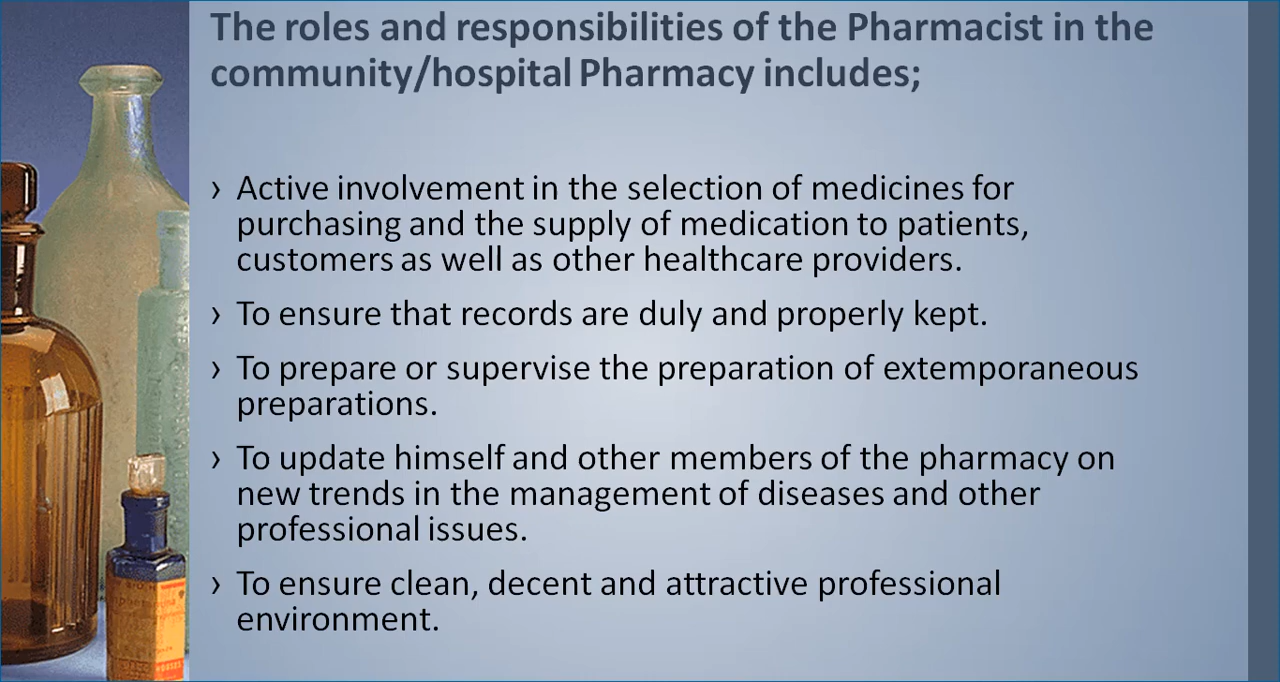 The roles and responsibilities of the Pharmacist in the
community/hospital Pharmacy includes;
› Active involvement in the selection of medicines for
purchasing and the supply of medication to patients,
customers as well as other healthcare providers.
› To ensure that records are duly and properly kept.
› To prepare or supervise the preparation of extemporaneous
preparations.
› To update himself and other members of the pharmacy on
new trends in the management of diseases and other
professional issues.
› To ensure clean, decent and attractive professional
environment.